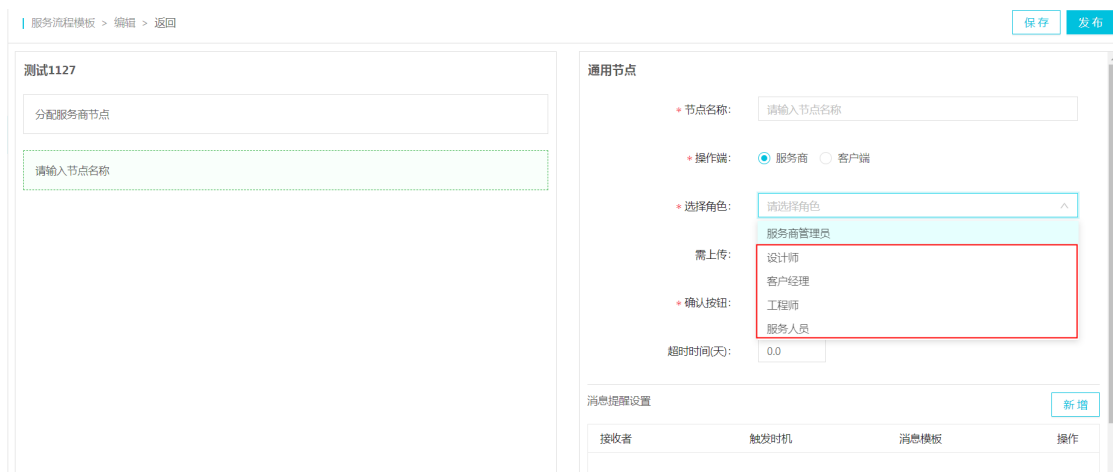 服务流程模板 > 编辑 > 返回
保存 发布
测试1127
分配服务商节点
请输入节点名称
通用节点
* 节点名称: 请输入节点名称
* 操作端: 服务商 客户端
* 选择角色: 请选择角色
服务商管理员
需上传: 设计师
客户经理
* 确认按钮: 工程师
服务人员
超时时间(天): 0.0
消息提醒设置 新增
接收者 触发时机 消息模板 操作